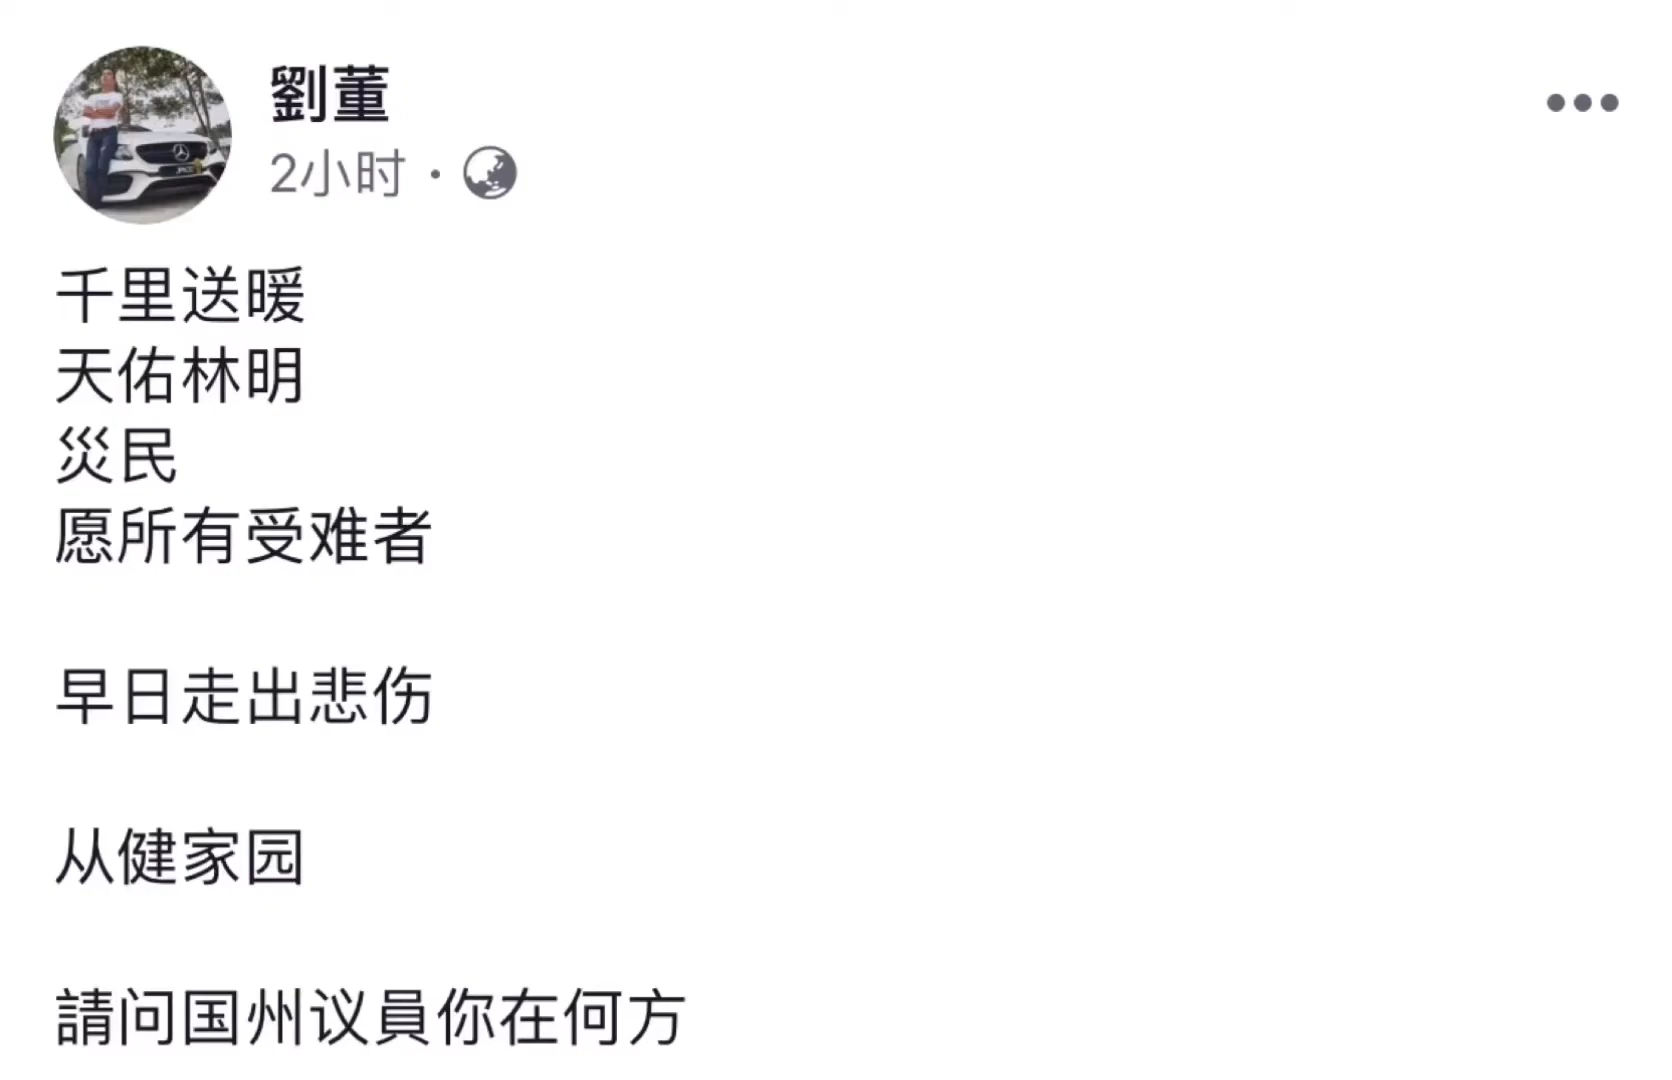 劉董
2小时 ·
千里送暖
天佑林明
災民
愿所有受难者
早日走出悲伤
从健家园
請问国州议員你在何方